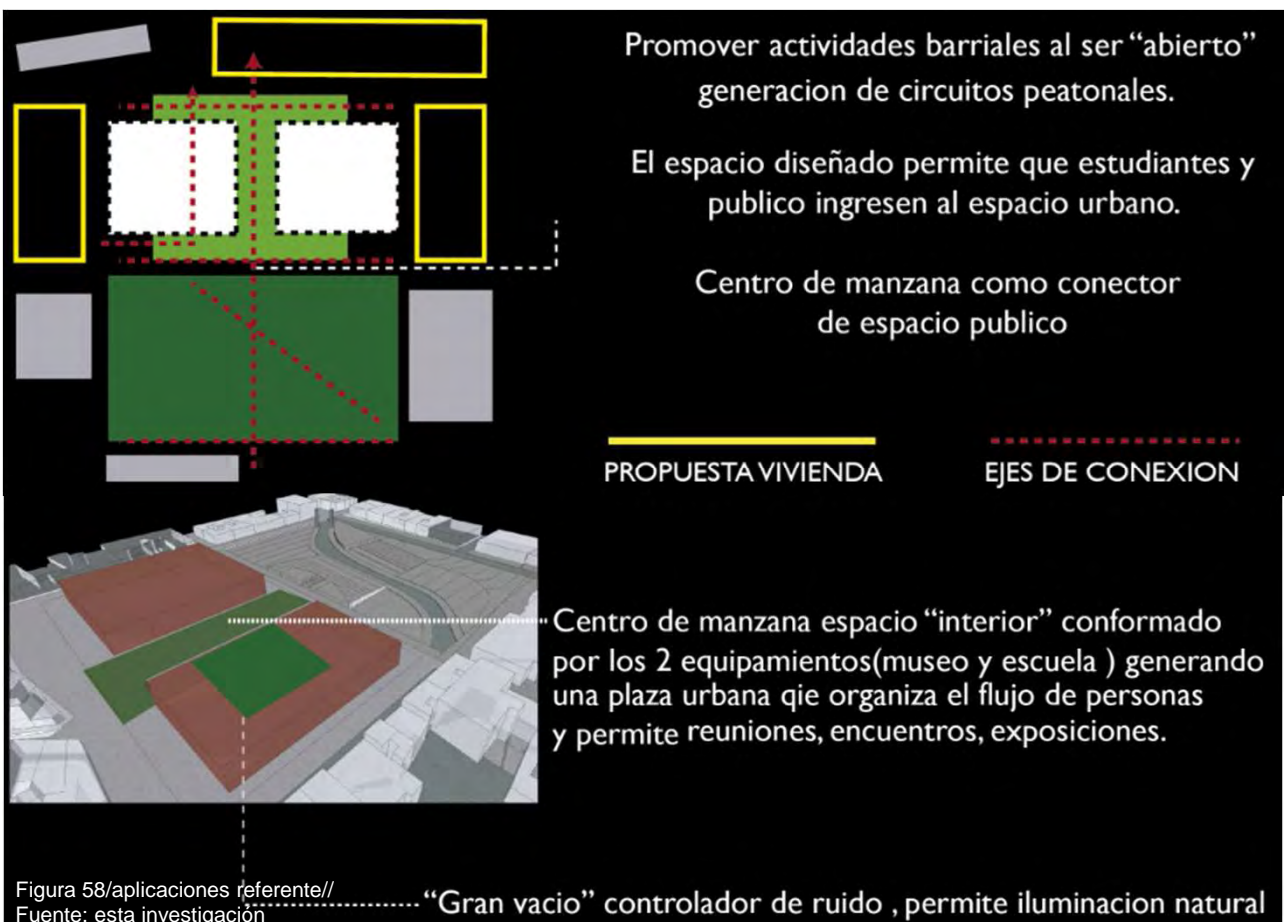 Promover actividades barriales al ser “abierto”
generacion de circuitos peatonales.
El espacio diseñado permite que estudiantes y
publico ingresen al espacio urbano.
Centro de manzana como conector
de espacio publico
PROPUESTA VIVIENDA
EJES DE CONEXION
Centro de manzana espacio “interior” conformado
por los 2 equipamientos(museo y escuela ) generando
una plaza urbana qie organiza el flujo de personas
y permite reuniones, encuentros, exposiciones.
“Gran vacio” controlador de ruido , permite iluminacion natural
Figura 58/aplicaciones referente//
Fuente: esta investigación